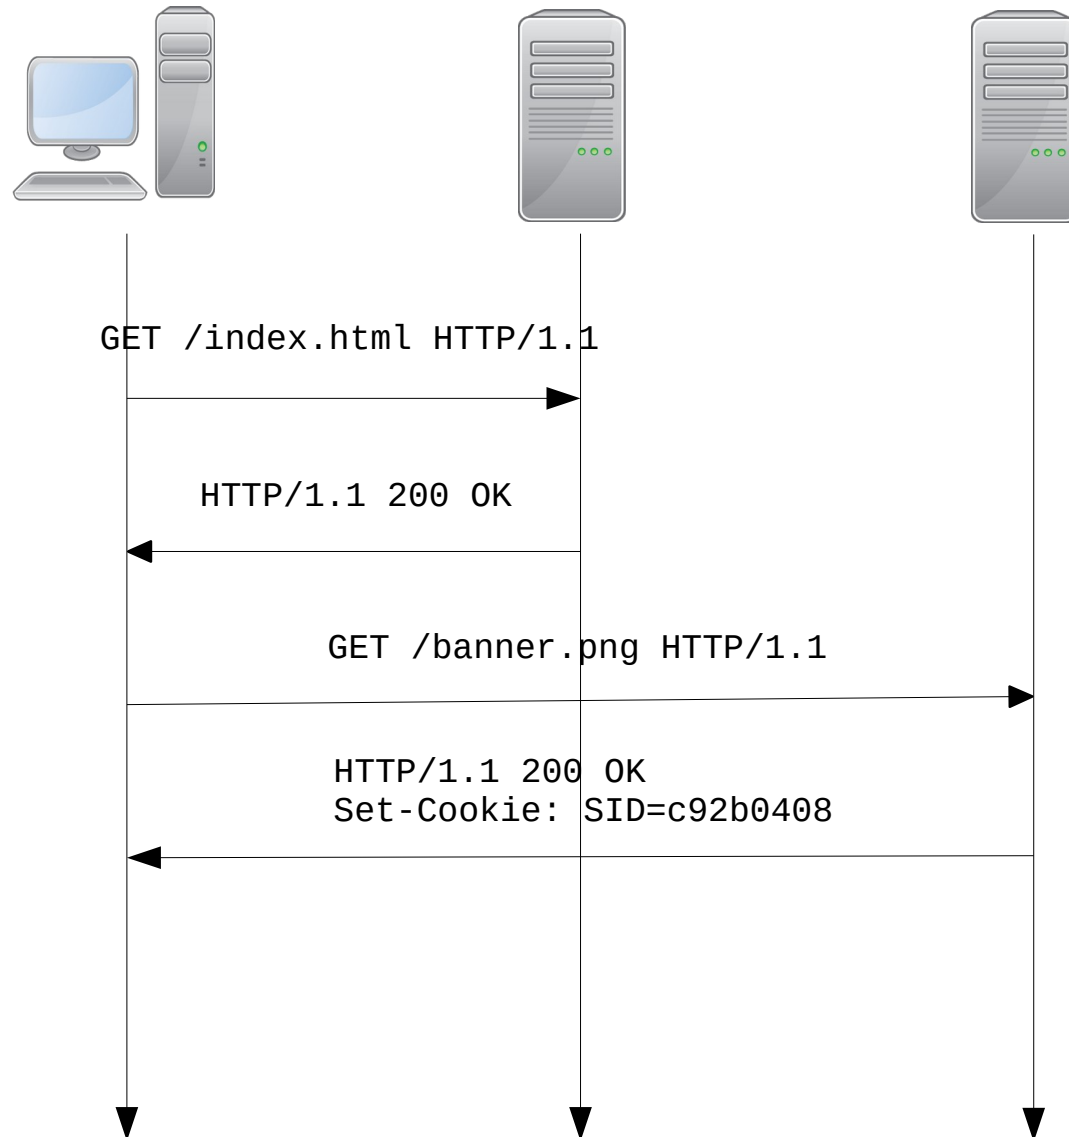 GET /index.html HTTP/1.1
HTTP/1.1 200 OK
GET /banner.png HTTP/1.1
HTTP/1.1 200 OK
Set-Cookie: SID=c92b0408